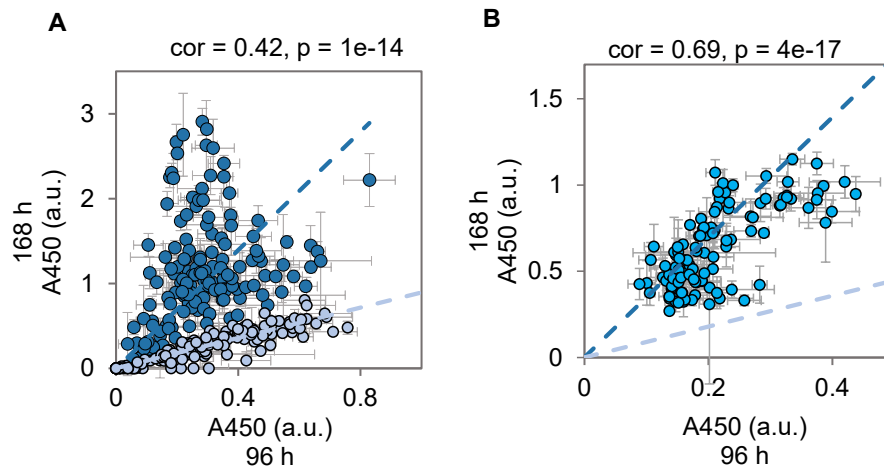 A
cor = 0.42, p = 1e-14
3
2
1
0
168 h
A450 (a.u.)
0
0.4
0.8
A450 (a.u.)
96 h
B
cor = 0.69, p = 4e-17
1.5
1
0.5
0
168 h
A450 (a.u.)
0
0.2
0.4
A450 (a.u.)
96 h